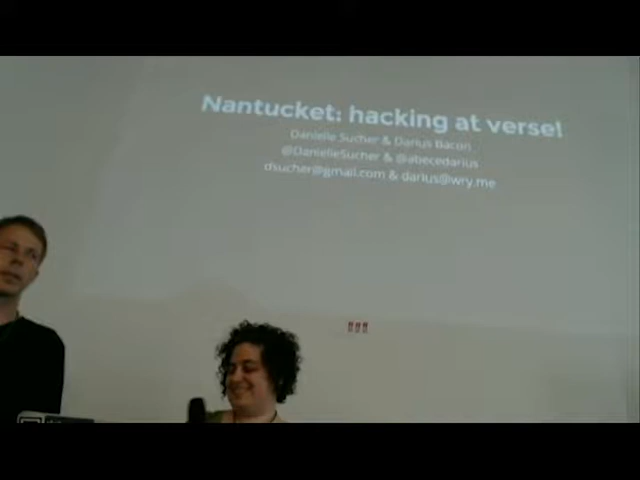 Nantucket: hacking at verse!
Danielle Sucher & Darius Bacon
@DanielleSucher & @abecedarius
dsucher@gmail.com & darius@wry.me